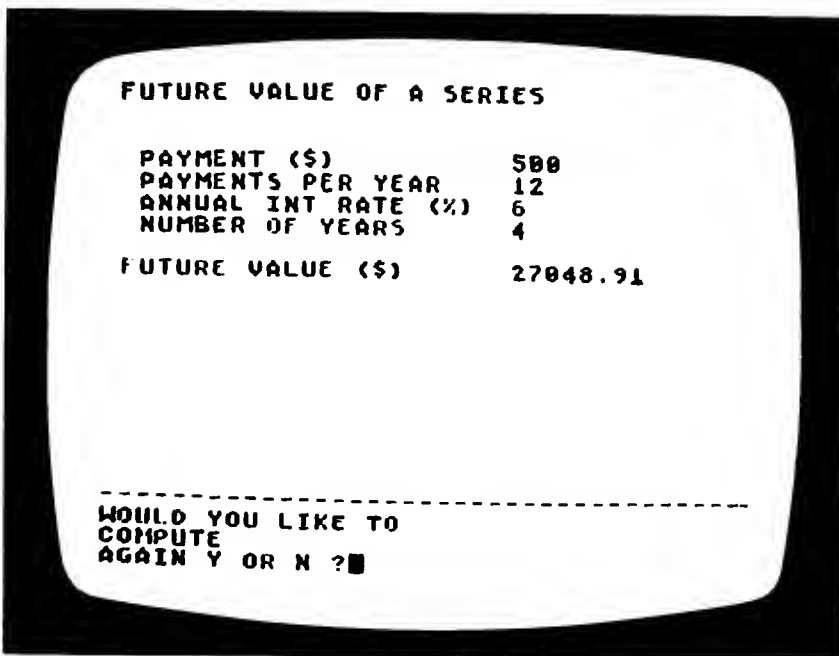 FUTURE VALUE OF A SERIES
PAYMENT ($) 500
PAYMENTS PER YEAR 12
ANNUAL INT RATE (%) 6
NUMBER OF YEARS 4
FUTURE VALUE ($) 27048.91
WOULD YOU LIKE TO
COMPUTE
AGAIN Y OR N ?